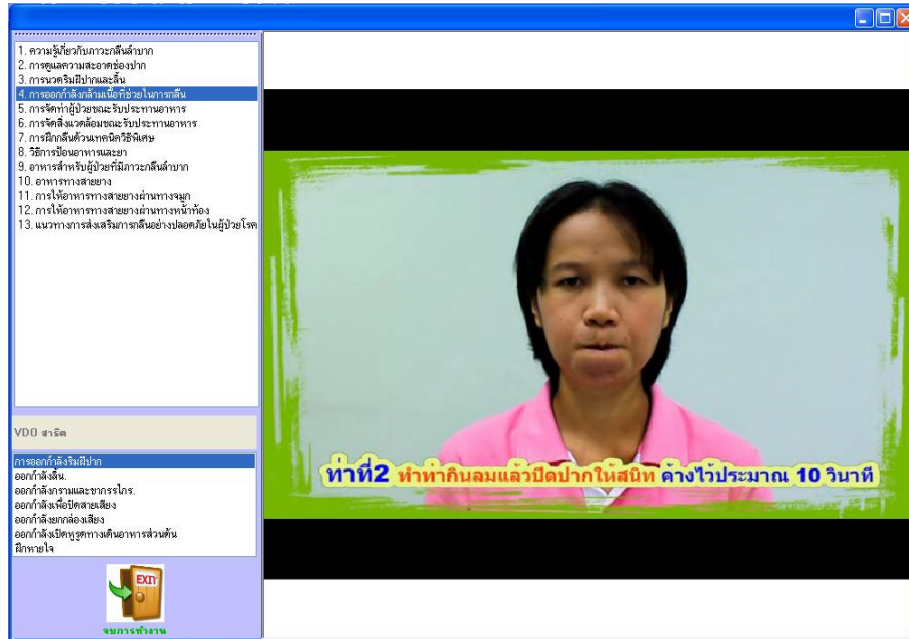 1. ความรู้เกี่ยวกับภาวะกลืนลำบาก
2. การดูแลความสะอาดช่องปาก
3. การนวดริมฝีปากและลิ้น
4. การออกกำลังกล้ามเนื้อที่ช่วยในการกลืน
5. การจัดท่าผู้ป่วยขณะรับประทานอาหาร
6. การจัดสิ่งแวดล้อมขณะรับประทานอาหาร
7. การฝึกกลืนด้วนเทคนิควิธีพิเศษ
8. วิธีการป้อนอาหารและยา
9. อาหารสำหรับผู้ป่วยที่มีภาวะกลืนลำบาก
10. อาหารทางสายยาง
11. การให้อาหารทางสายยางผ่านทางจมูก
12. การให้อาหารทางสายยางผ่านทางหน้าท้อง
13. แนวทางการส่งเสริมการกลืนอย่างปลอดภัยในผู้ป่วยโรค
VDO สาธิต
การออกกำลังริมฝีปาก
ออกกำลังลิ้น.
ออกกำลังกรามและขากรรไกร.
ออกกำลังเพื่อปิดสายเสียง
ออกกำลังยกกล่องเสียง
ออกกำลังเปิดหูรูดทางเดินอาหารส่วนต้น
ฝึกหายใจ
EXIT
จบการทำงาน
ท่าที่2 ทำท่ากินลมแล้วปิดปากให้สนิท ค้างไว้ประมาณ 10 วินาที